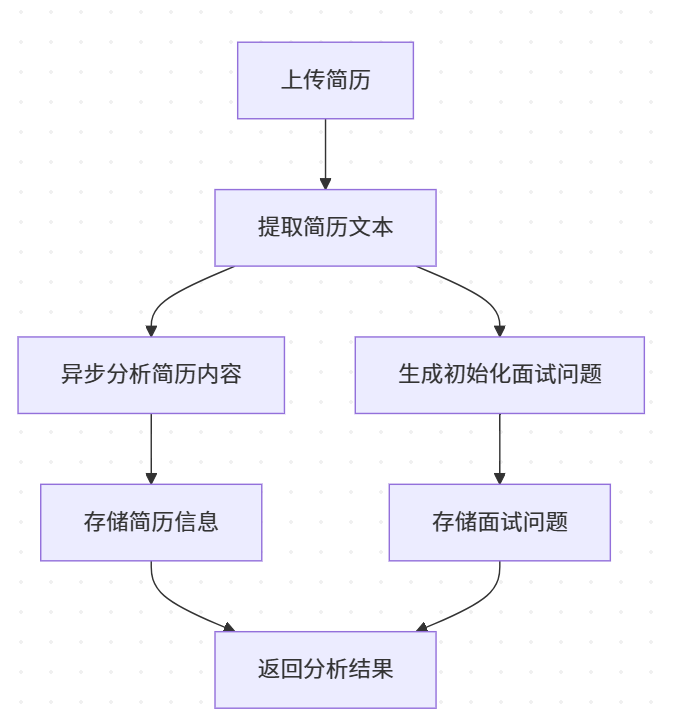 上传简历
提取简历文本
异步分析简历内容
生成初始化面试问题
存储简历信息
存储面试问题
返回分析结果